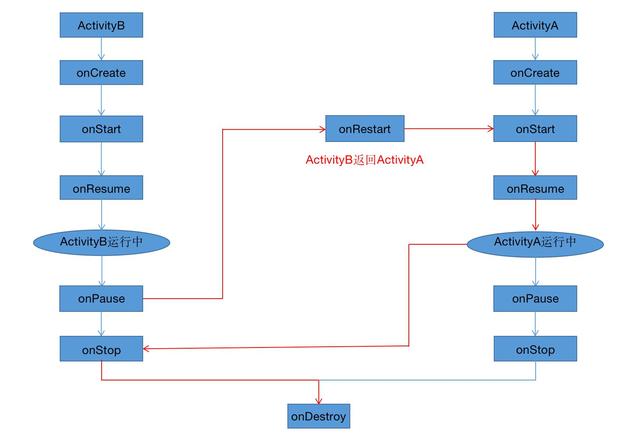 ActivityB
onCreate
onStart
onResume
ActivityB运行中
onPause
onStop
onRestart
ActivityB返回ActivityA
ActivityA
onCreate
onStart
onResume
ActivityA运行中
onPause
onStop
onDestroy